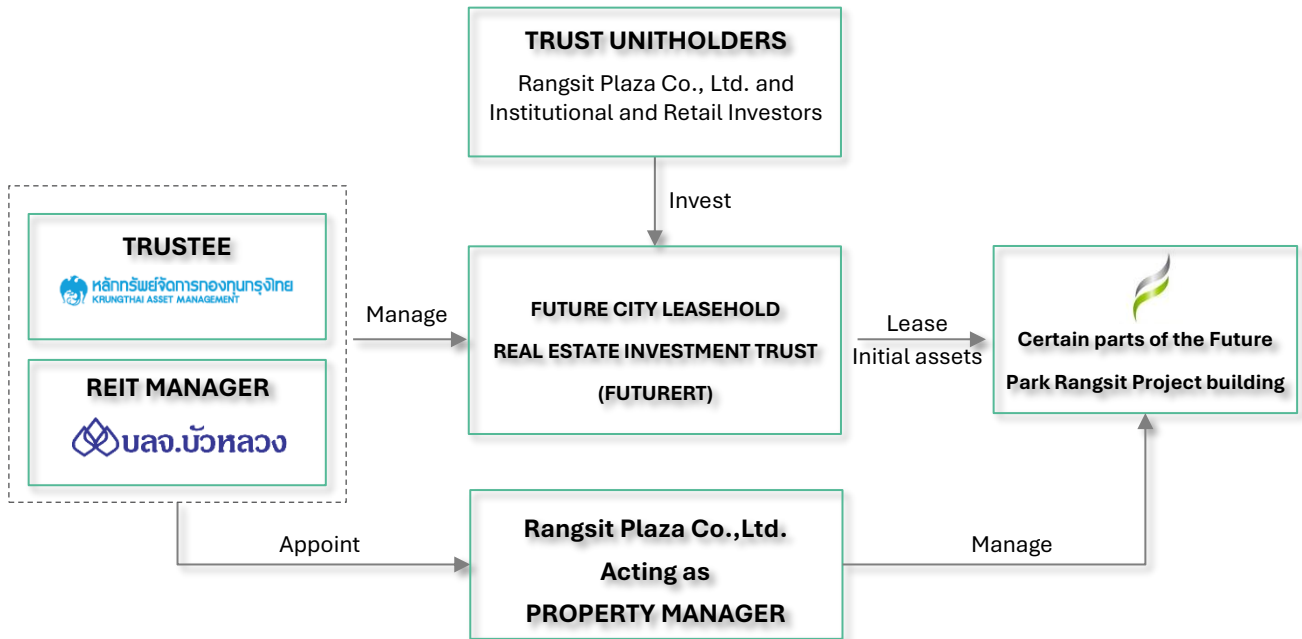 TRUST UNITHOLDERS
Rangsit Plaza Co., Ltd. and
Institutional and Retail Investors
Invest
TRUSTEE
หลักทรัพย์จัดการกองทุนกรุงไทย
KRUNGTHAI ASSET MANAGEMENT
REIT MANAGER
บลจ.บัวหลวง
Manage
FUTURE CITY LEASEHOLD
REAL ESTATE INVESTMENT TRUST
(FUTURERT)
Lease
Initial assets
Certain parts of the Future
Park Rangsit Project building
Appoint
Rangsit Plaza Co.,Ltd.
Acting as
PROPERTY MANAGER
Manage